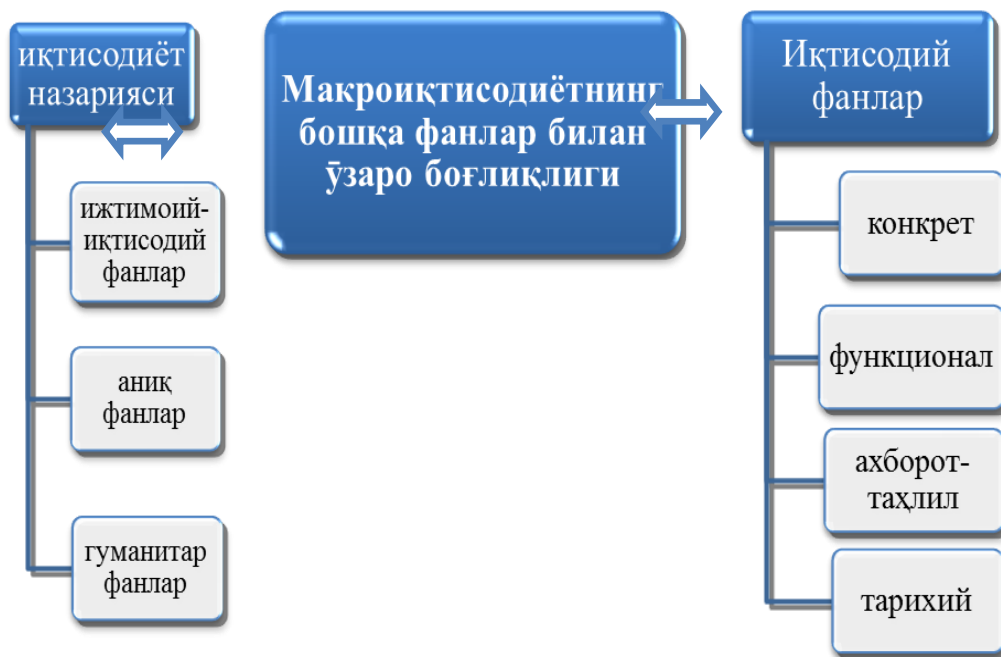 иқтисодиёт
назарияси
ижтимоий-
иқтисодий
фанлар
аниқ
фанлар
гуманитар
фанлар
Макроиқтисодиётнинг
бошқа фанлар билан
ўзаро боғлиқлиги
Иқтисодий
фанлар
конкрет
функционал
ахборот-
таҳлил
тарихий